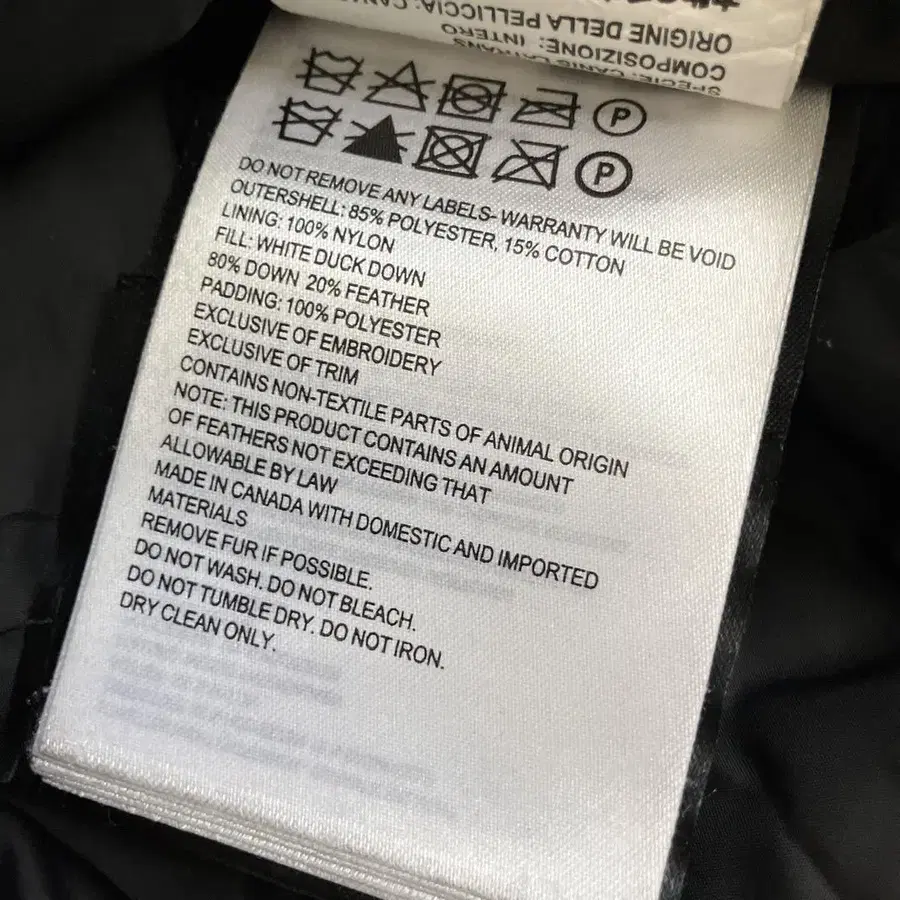 ORIGINE DELLA PELLICCIA:
COMPOSIZIONE: INTERO
SPECIE: CANIS LATRANS
P
P
DO NOT REMOVE ANY LABELS- WARRANTY WILL BE VOID
OUTERSHELL: 85% POLYESTER, 15% COTTON
LINING: 100% NYLON
FILL: WHITE DUCK DOWN
80% DOWN 20% FEATHER
PADDING: 100% POLYESTER
EXCLUSIVE OF EMBROIDERY
EXCLUSIVE OF TRIM
CONTAINS NON-TEXTILE PARTS OF ANIMAL ORIGIN
NOTE: THIS PRODUCT CONTAINS AN AMOUNT
OF FEATHERS NOT EXCEEDING THAT
ALLOWABLE BY LAW
MADE IN CANADA WITH DOMESTIC AND IMPORTED
MATERIALS
REMOVE FUR IF POSSIBLE.
DO NOT WASH. DO NOT BLEACH.
DO NOT TUMBLE DRY. DO NOT IRON.
DRY CLEAN ONLY.